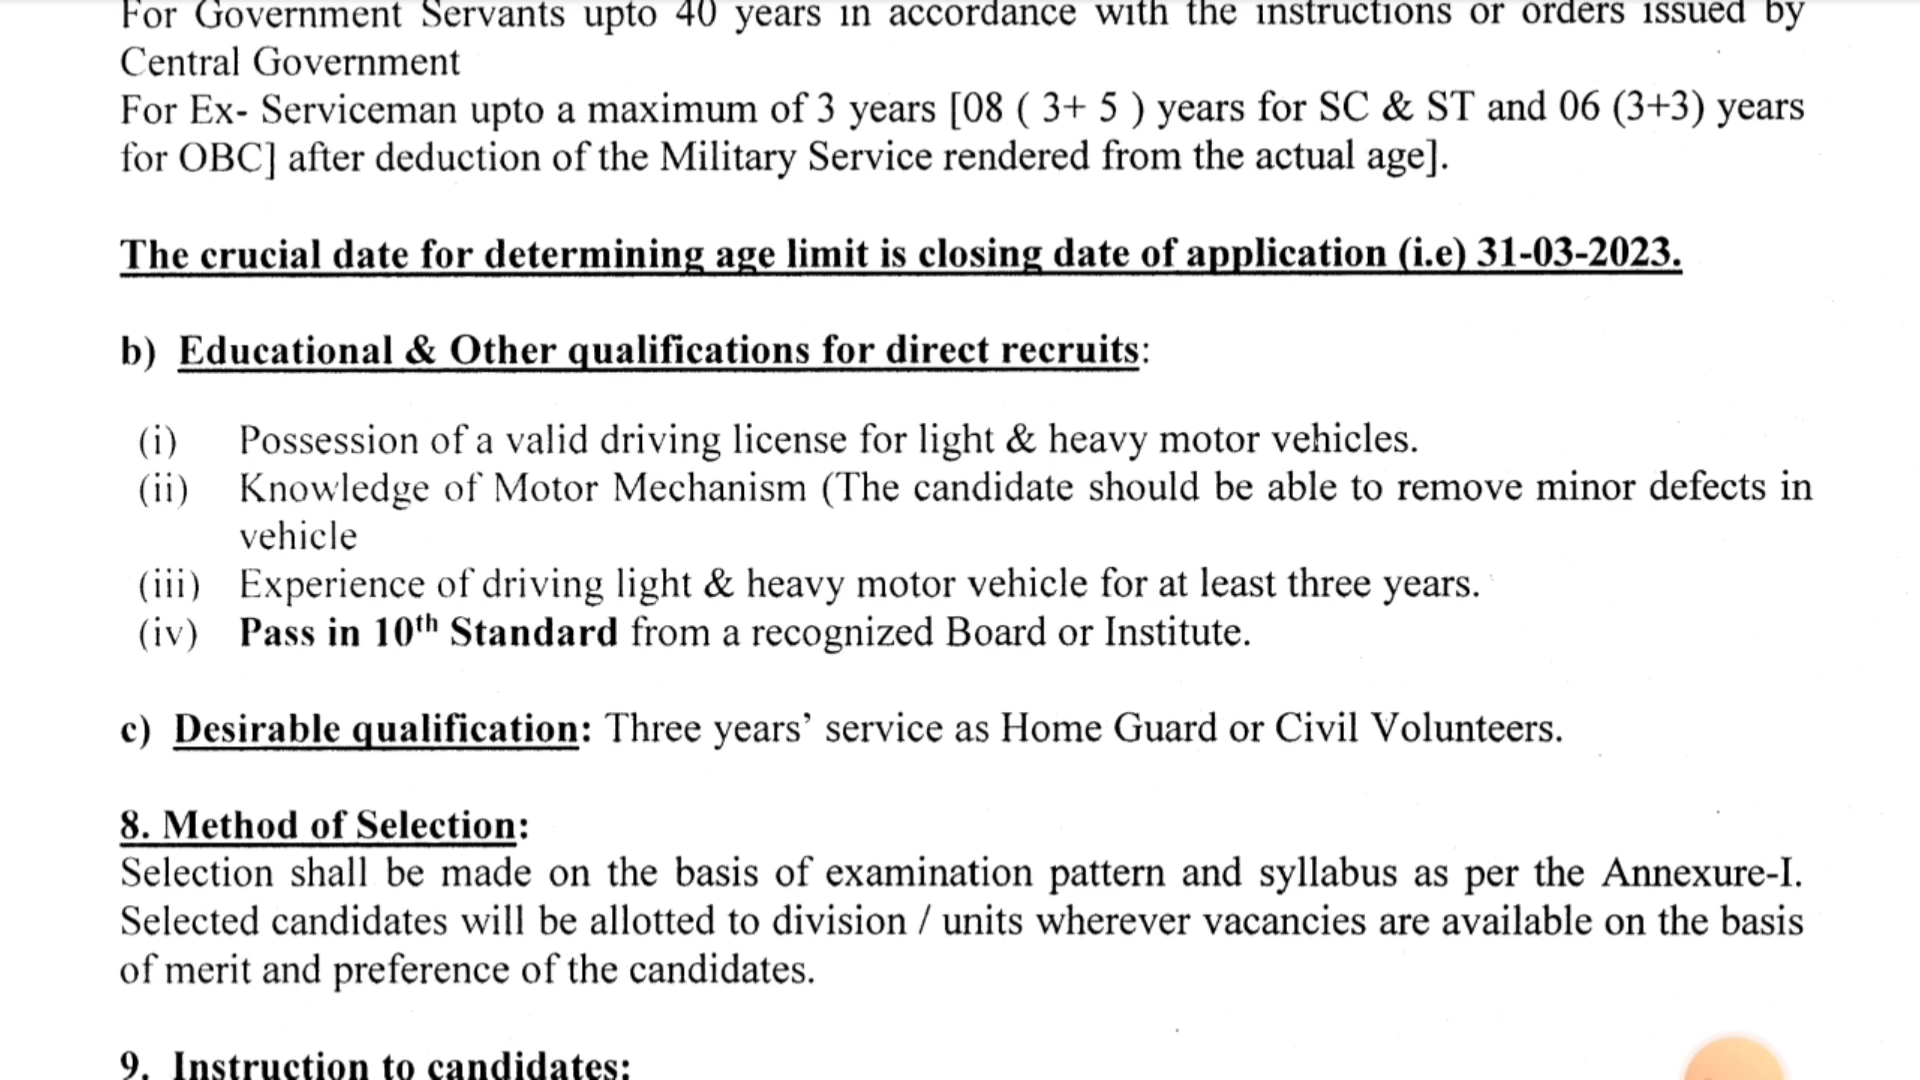 For Government Servants upto 40 years in accordance with the instructions or orders issued by
Central Government
For Ex- Serviceman upto a maximum of 3 years [08 ( 3+ 5 ) years for SC & ST and 06 (3+3) years
for OBC] after deduction of the Military Service rendered from the actual age].
The crucial date for determining age limit is closing date of application (i.e) 31-03-2023.
b) Educational & Other qualifications for direct recruits:
(i) Possession of a valid driving license for light & heavy motor vehicles.
(ii) Knowledge of Motor Mechanism (The candidate should be able to remove minor defects in
vehicle
(iii) Experience of driving light & heavy motor vehicle for at least three years.
(iv) Pass in 10th Standard from a recognized Board or Institute.
c) Desirable qualification: Three years’ service as Home Guard or Civil Volunteers.
8. Method of Selection:
Selection shall be made on the basis of examination pattern and syllabus as per the Annexure-I.
Selected candidates will be allotted to division / units wherever vacancies are available on the basis
of merit and preference of the candidates.
9. Instruction to candidates: